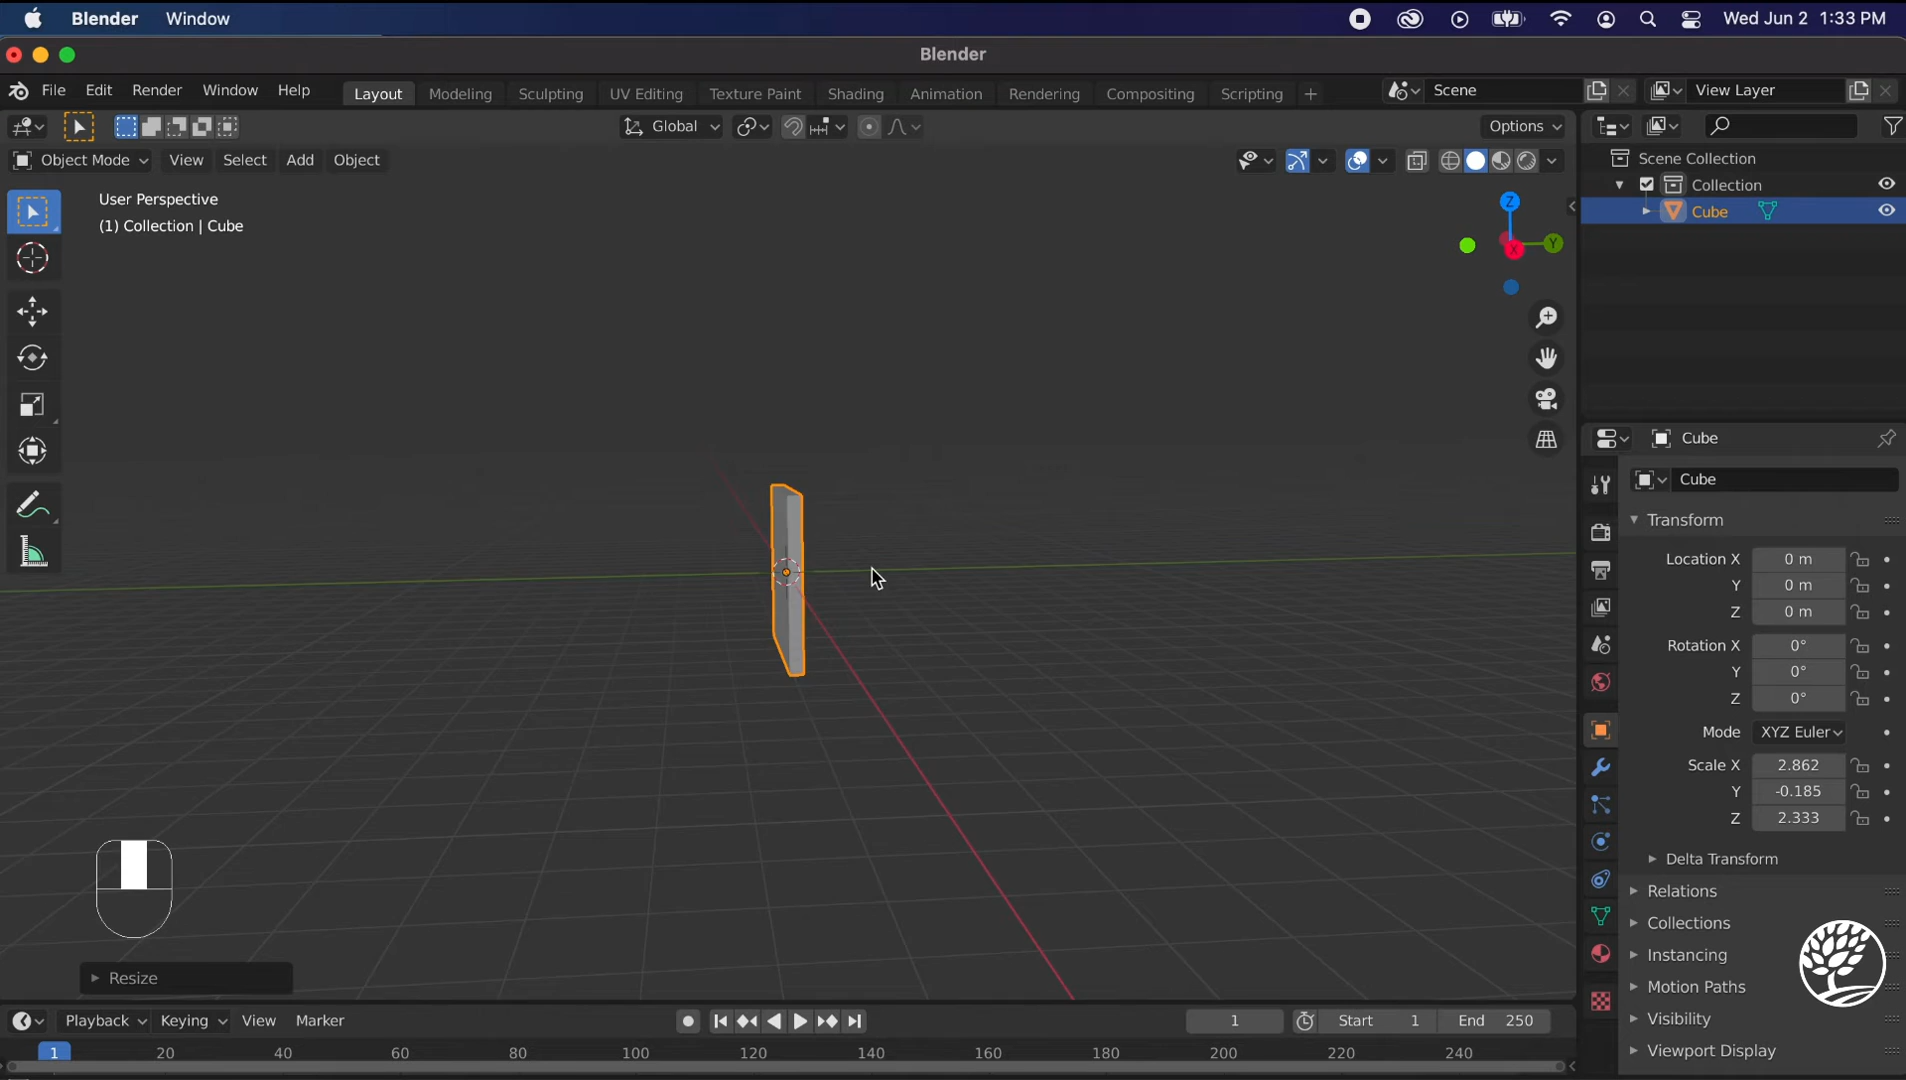 Blender Window Wed Jun 2 1:33 PM
Blender
File Edit Render Window Help Layout Modeling Sculpting UV Editing Texture Paint Shading Animation Rendering Compositing Scripting + Scene View Layer
Global Options
Object Mode View Select Add Object
Scene Collection
Collection
Cube
User Perspective
(1) Collection | Cube
Z
Y
X
Cube
Cube
Transform
Location X 0 m
Y 0 m
Z 0 m
Rotation X 0°
Y 0°
Z 0°
Mode XYZ Euler
Scale X 2.862
Y -0.185
Z 2.333
Delta Transform
Relations
Collections
Instancing
Motion Paths
Visibility
Viewport Display
Resize
Playback Keying View Marker 1 Start 1 End 250
1 20 40 60 80 100 120 140 160 180 200 220 240